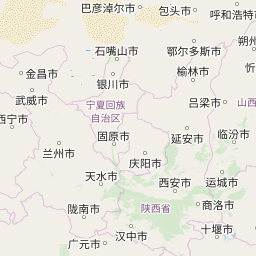 巴彦淖尔市
包头市
呼和浩特
石嘴山市
鄂尔多斯市
朔州
金昌市
银川市
榆林市
武威市
宁夏回族
自治区
吕梁市
山西
西宁市
固原市
延安市
临汾市
兰州市
庆阳市
天水市
西安市
运城市
陇南市
陕西省
商洛市
广元市
汉中市
十堰市